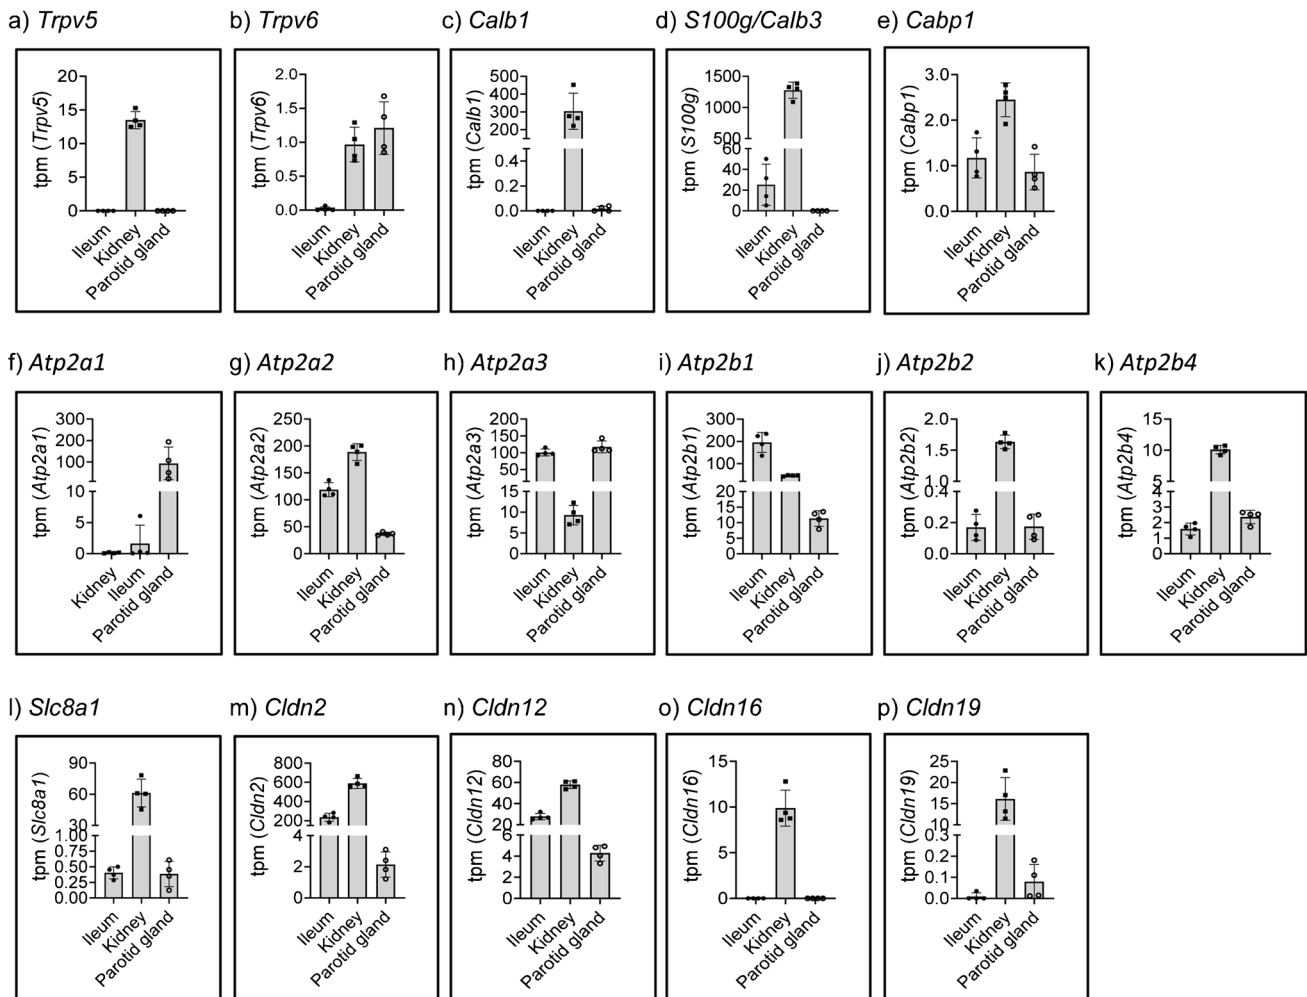 a) Trpv5
b) Trpv6
c) Calb1
d) S100g/Calb3
e) Cabp1
tpm (Trpv5)
20
15
10
5
0
Ileum
Kidney
Parotid gland
tpm (Trpv6)
2.0
1.5
1.0
0.5
0.0
Ileum
Kidney
Parotid gland
tpm (Calb1)
500
400
300
200
0.4
0.2
0.0
Ileum
Kidney
Parotid gland
tpm (S100g)
1500
1000
500
60
40
20
0
Ileum
Kidney
Parotid gland
tpm (Cabp1)
3.0
2.0
1.0
0.0
Ileum
Kidney
Parotid gland
f) Atp2a1
g) Atp2a2
h) Atp2a3
i) Atp2b1
j) Atp2b2
k) Atp2b4
tpm (Atp2a1)
300
200
100
10
5
0
Kidney
Ileum
Parotid gland
tpm (Atp2a2)
250
200
150
100
50
0
Ileum
Kidney
Parotid gland
tpm (Atp2a3)
200
150
100
50
15
10
5
0
Ileum
Kidney
Parotid gland
tpm (Atp2b1)
300
200
100
20
15
10
5
0
Ileum
Kidney
Parotid gland
tpm (Atp2b2)
2.0
1.5
1.0
0.4
0.2
0.0
Ileum
Kidney
Parotid gland
tpm (Atp2b4)
15
10
5
4
3
2
1
0
Ileum
Kidney
Parotid gland
l) Slc8a1
m) Cldn2
n) Cldn12
o) Cldn16
p) Cldn19
tpm (Slc8a1)
90
60
30
1.00
0.75
0.50
0.25
0.00
Ileum
Kidney
Parotid gland
tpm (Cldn2)
800
600
400
200
4
2
0
Ileum
Kidney
Parotid gland
tpm (Cldn12)
80
60
40
20
6
4
2
0
Ileum
Kidney
Parotid gland
tpm (Cldn16)
15
10
5
0
Ileum
Kidney
Parotid gland
tpm (Cldn19)
25
20
15
10
0.3
0.2
0.1
0.0
Ileum
Kidney
Parotid gland